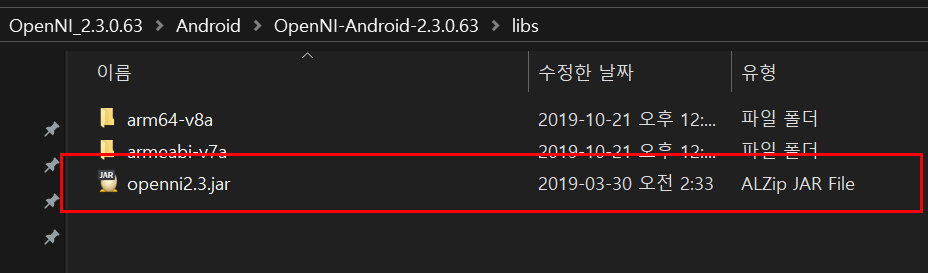 OpenNI_2.3.0.63 > Android > OpenNI-Android-2.3.0.63 > libs
이름 수정한 날짜 유형
arm64-v8a 2019-10-21 오후 12:... 파일 폴더
armeabi-v7a 2019-10-21 오후 12:... 파일 폴더
JAR openni2.3.jar 2019-03-30 오전 2:33 ALZip JAR File